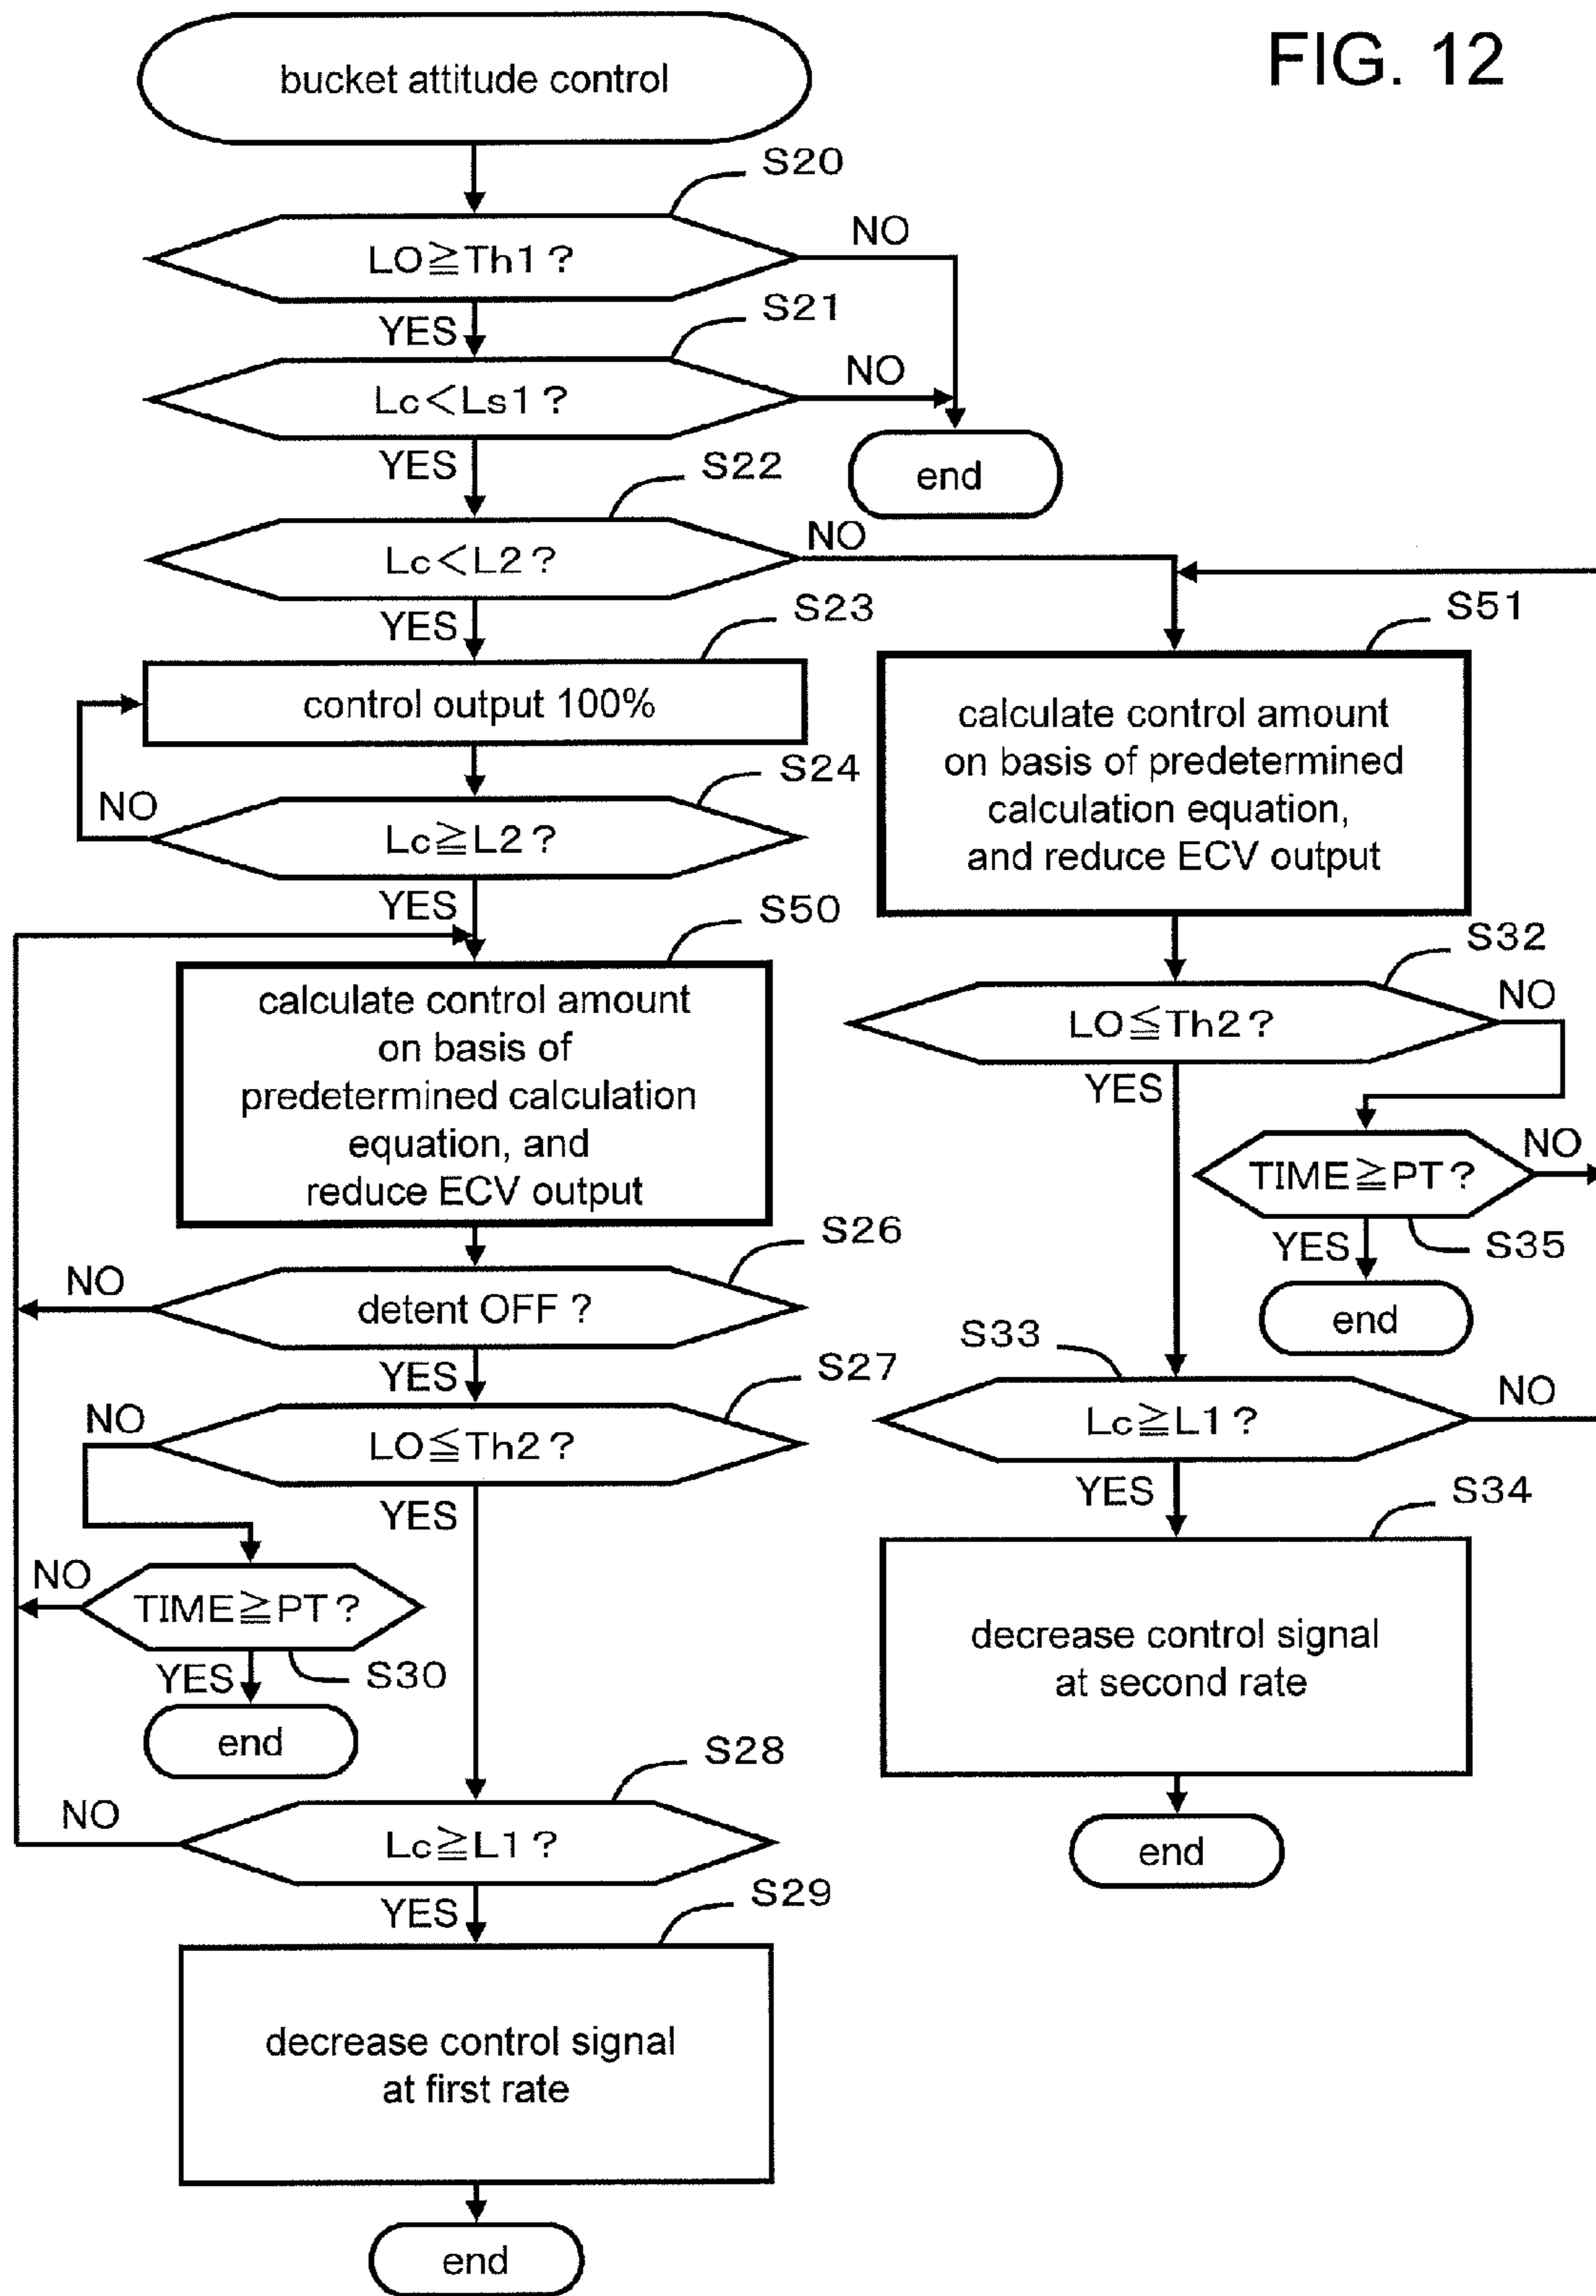 FIG. 12
bucket attitude control
S20
LO≧Th1?
NO
YES
S21
Lc<Ls1?
NO
YES
end
S22
Lc<L2?
NO
YES
S23
control output 100%
S24
Lc≧L2?
NO
YES
S50
calculate control amount
on basis of
predetermined calculation
equation, and
reduce ECV output
S26
detent OFF?
NO
YES
S27
LO≦Th2?
NO
YES
TIME≧PT?
NO
YES
S30
end
S28
Lc≧L1?
NO
YES
S29
decrease control signal
at first rate
end
S51
calculate control amount
on basis of predetermined
calculation equation,
and reduce ECV output
S32
LO≦Th2?
NO
YES
TIME≧PT?
NO
YES
S35
end
S33
Lc≧L1?
NO
YES
S34
decrease control signal
at second rate
end